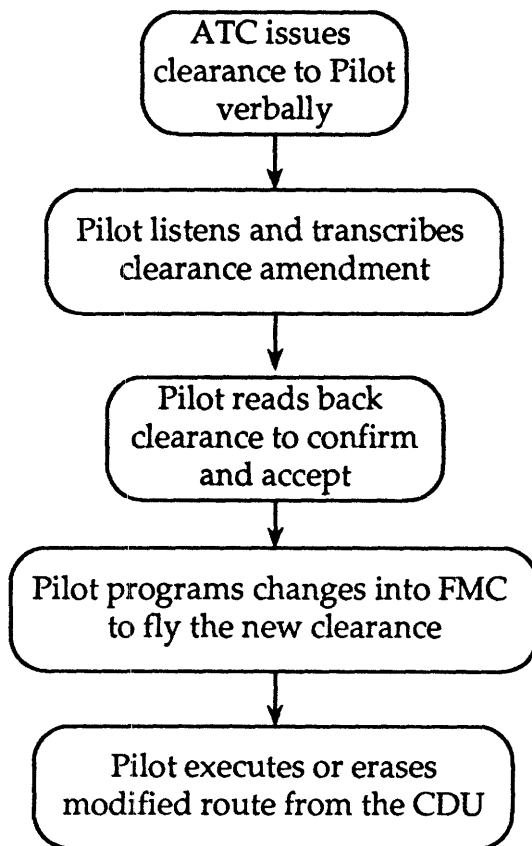 ATC issues
clearance to Pilot
verbally
Pilot listens and transcribes
clearance amendment
Pilot reads back
clearance to confirm
and accept
Pilot programs changes into FMC
to fly the new clearance
Pilot executes or erases
modified route from the CDU